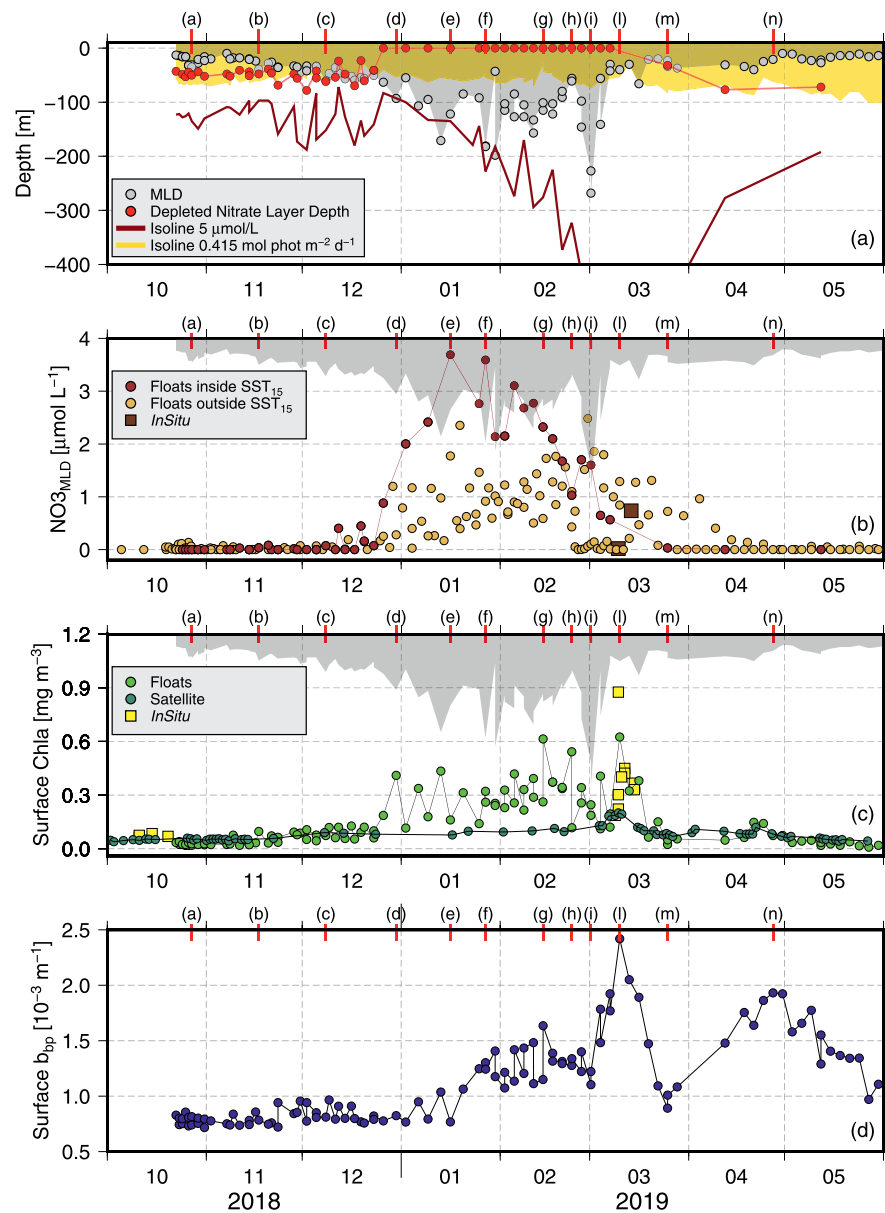 (a) (b) (c) (d) (e) (f) (g) (h) (i) (l) (m) (n)
0
−100
−200
−300
−400
Depth [m]
MLD
Depleted Nitrate Layer Depth
Isoline 5 μmol/L
Isoline 0.415 mol phot m⁻² d⁻¹
(a)
10 11 12 01 02 03 04 05
(a) (b) (c) (d) (e) (f) (g) (h) (i) (l) (m) (n)
4
3
2
1
0
NO3MLD [μmol L⁻¹]
Floats inside SST₁₅
Floats outside SST₁₅
InSitu
(b)
10 11 12 01 02 03 04 05
(a) (b) (c) (d) (e) (f) (g) (h) (i) (l) (m) (n)
1.2
0.9
0.6
0.3
0.0
Surface Chla [mg m⁻³]
Floats
Satellite
InSitu
(c)
10 11 12 01 02 03 04 05
(a) (b) (c) (d) (e) (f) (g) (h) (i) (l) (m) (n)
2.5
2.0
1.5
1.0
0.5
Surface bbp [10⁻³ m⁻¹]
(d)
10 11 12 01 02 03 04 05
2018 2019